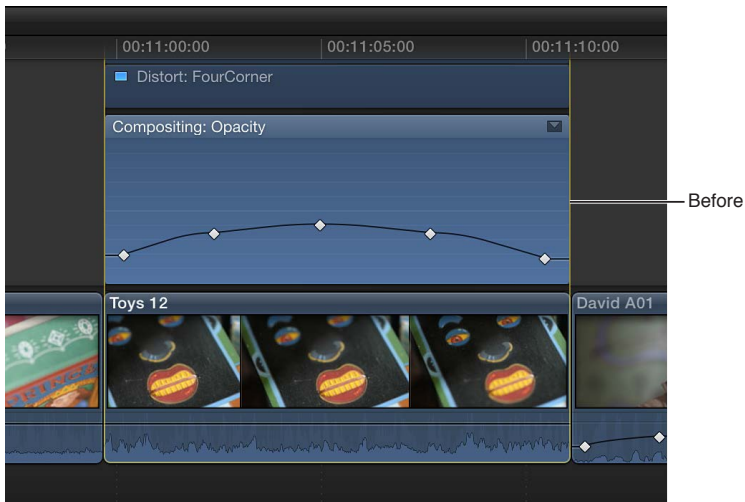 00:11:00:00
00:11:05:00
00:11:10:00
Distort: FourCorner
Compositing: Opacity
Before
Toys 12
David A01